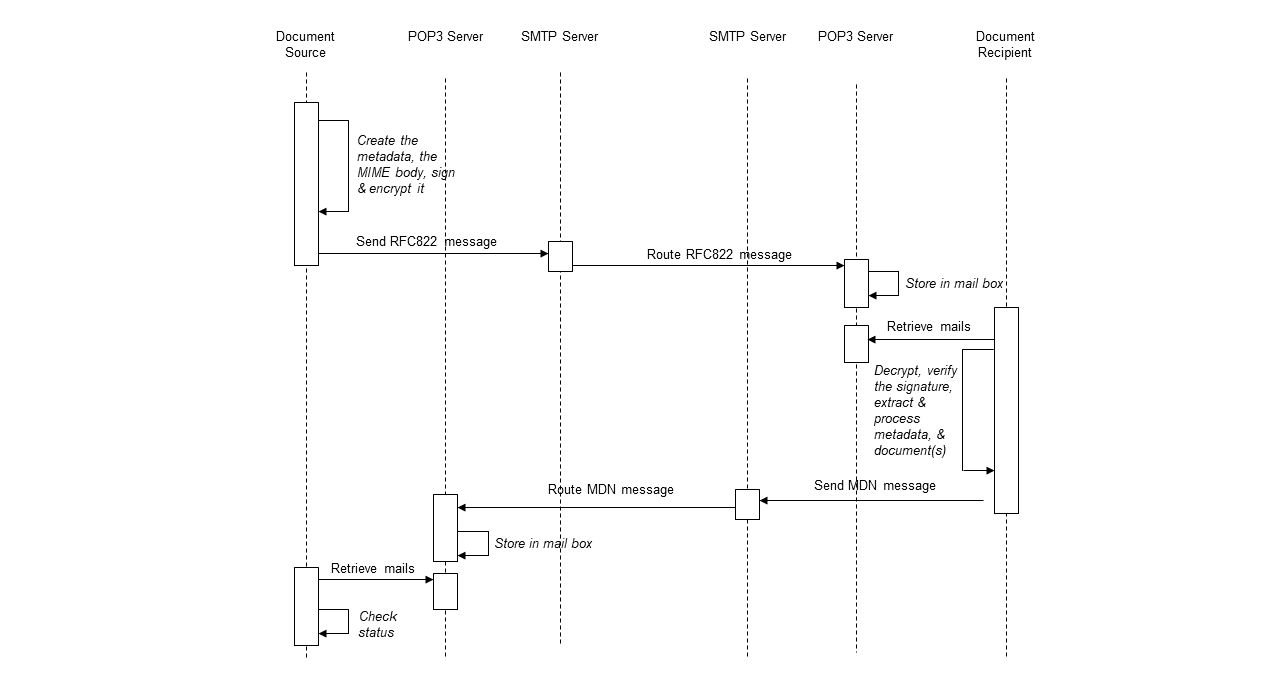 Document
Source
POP3 Server
SMTP Server
SMTP Server
POP3 Server
Document
Recipient
Create the
metadata, the
MIME body, sign
& encrypt it
Send RFC822 message
Route RFC822 message
Store in mail box
Retrieve mails
Decrypt, verify
the signature,
extract &
process
metadata, &
document(s)
Send MDN message
Route MDN message
Store in mail box
Retrieve mails
Check
status